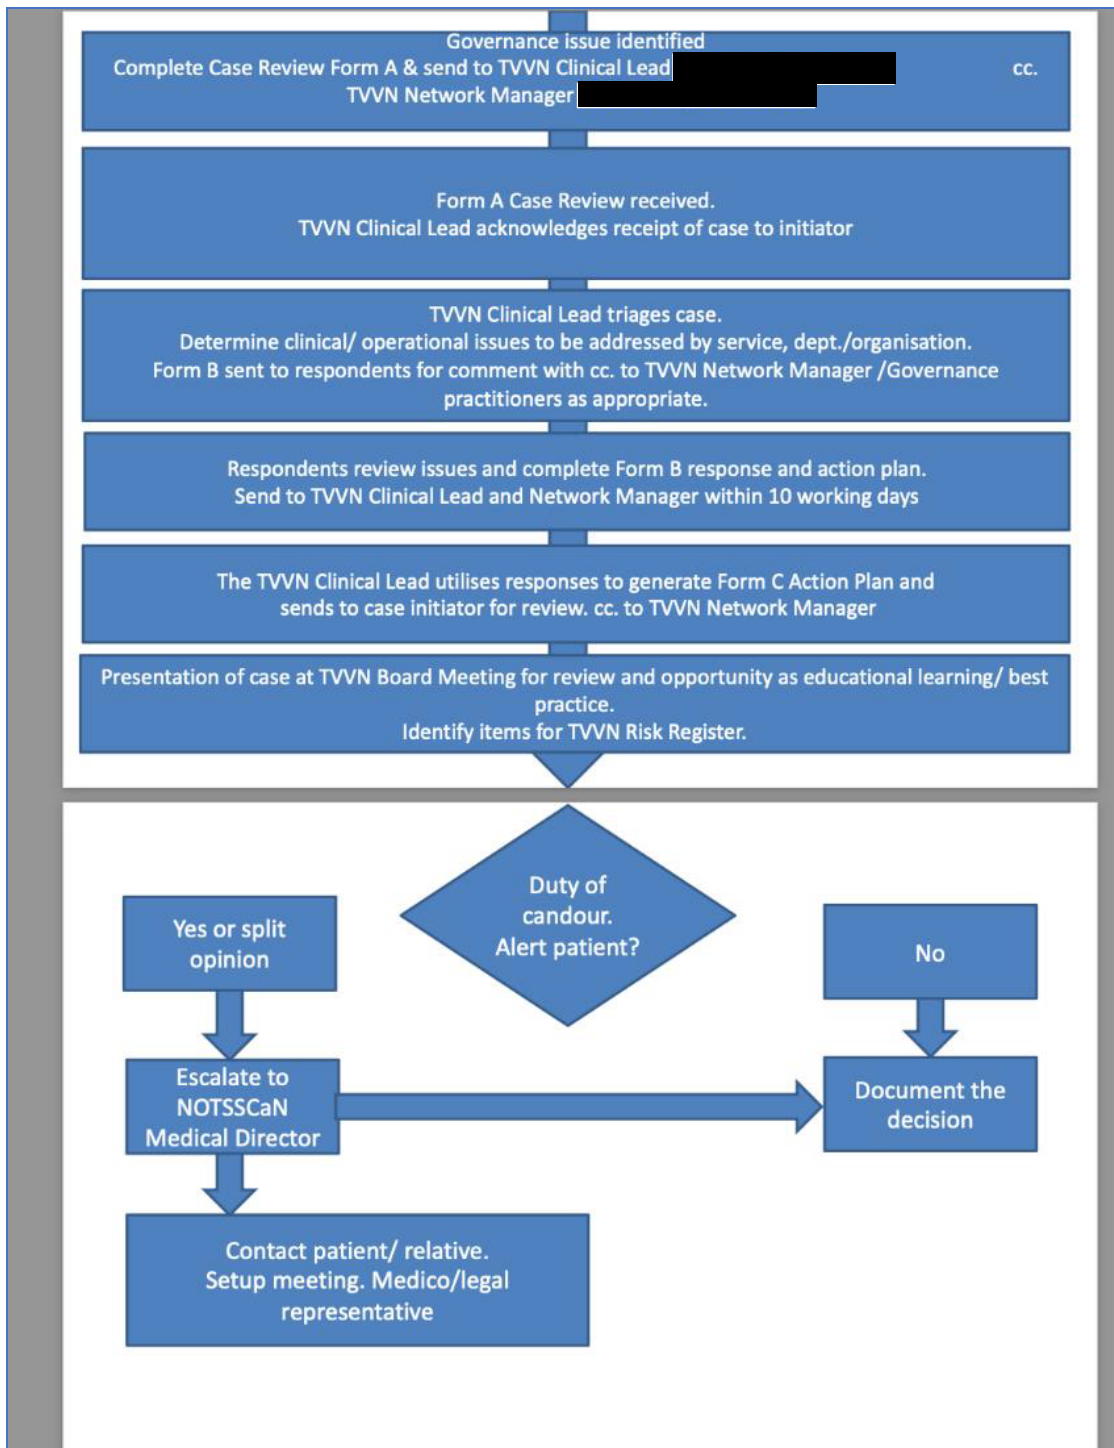 Governance issue identified
Complete Case Review Form A & send to TVVN Clinical Lead cc.
TVVN Network Manager
Form A Case Review received.
TVVN Clinical Lead acknowledges receipt of case to initiator
TVVN Clinical Lead triages case.
Determine clinical/ operational issues to be addressed by service, dept./organisation.
Form B sent to respondents for comment with cc. to TVVN Network Manager /Governance
practitioners as appropriate.
Respondents review issues and complete Form B response and action plan.
Send to TVVN Clinical Lead and Network Manager within 10 working days
The TVVN Clinical Lead utilises responses to generate Form C Action Plan and
sends to case initiator for review. cc. to TVVN Network Manager
Presentation of case at TVVN Board Meeting for review and opportunity as educational learning/ best
practice.
Identify items for TVVN Risk Register.
Duty of
candour.
Alert patient?
Yes or split
opinion
No
Escalate to
NOTSSCaN
Medical Director
Document the
decision
Contact patient/ relative.
Setup meeting. Medico/legal
representative